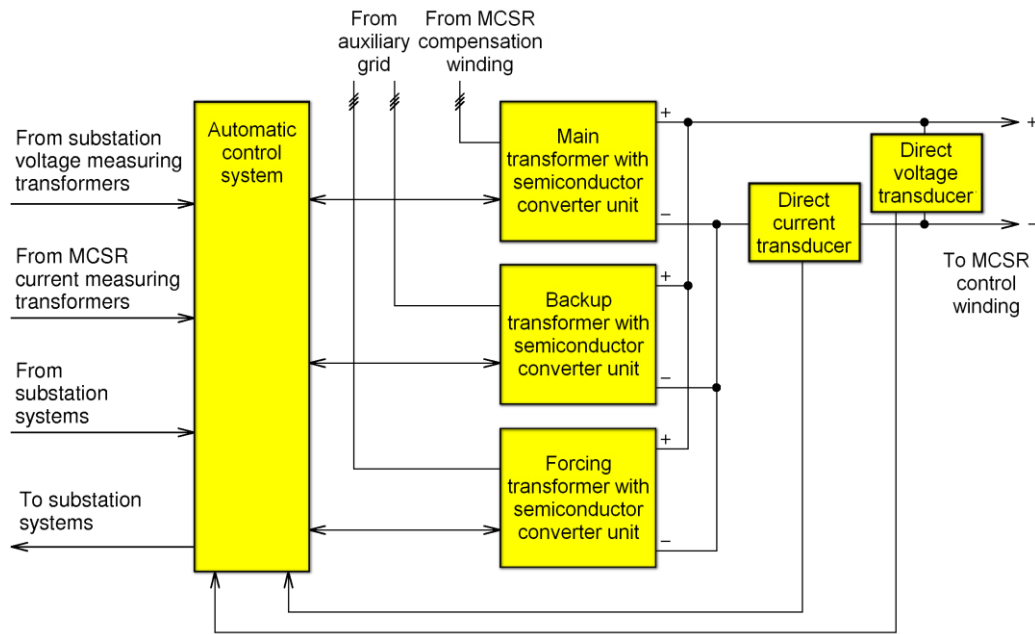 From
auxiliary
grid
From MCSR
compensation
winding
From substation
voltage measuring
transformers
From MCSR
current measuring
transformers
From
substation
systems
To substation
systems
Automatic
control
system
Main
transformer with
semiconductor
converter unit
+
−
Backup
transformer with
semiconductor
converter unit
+
−
Forcing
transformer with
semiconductor
converter unit
+
−
Direct
current
transducer
Direct
voltage
transducer
+
−
To MCSR
control
winding